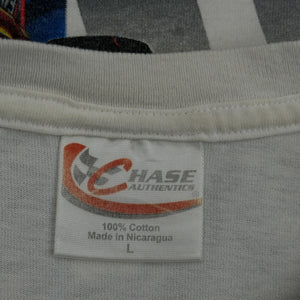 CHASE
AUTHENTICS®
100% Cotton
Made in Nicaragua
L